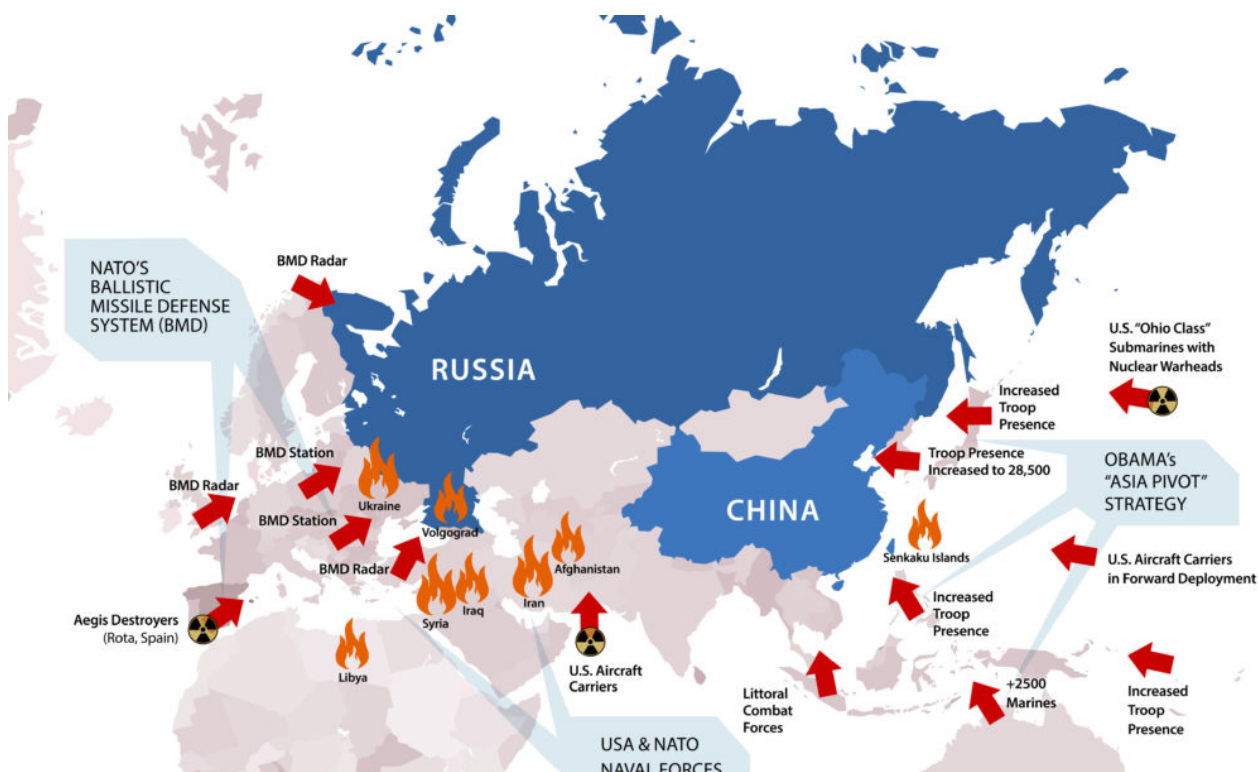 BMD Radar
NATO'S
BALLISTIC
MISSILE DEFENSE
SYSTEM (BMD)
RUSSIA
U.S. “Ohio Class”
Submarines with
Nuclear Warheads
Increased
Troop
Presence
BMD Station
Ukraine
BMD Radar
Troop Presence
Increased to 28,500
OBAMA's
“ASIA PIVOT”
STRATEGY
BMD Station
Volgograd
CHINA
Senkaku Islands
BMD Radar
Afghanistan
U.S. Aircraft Carriers
in Forward Deployment
Syria
Iraq
Iran
Increased
Troop
Presence
Aegis Destroyers
(Rota, Spain)
Libya
U.S. Aircraft
Carriers
Littoral
Combat
Forces
+2500
Marines
Increased
Troop
Presence
USA & NATO
NAVAL FORCES